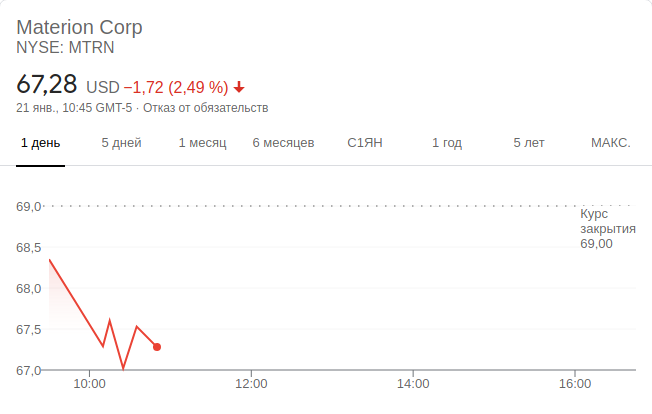 Materion Corp
NYSE: MTRN
67,28 USD −1,72 (2,49 %)
21 янв., 10:45 GMT-5 · Отказ от обязательств
1 день 5 дней 1 месяц 6 месяцев С1ЯН 1 год 5 лет МАКС.
69,0
Курс
закрытия
69,00
68,5
68,0
67,5
67,0
10:00 12:00 14:00 16:00